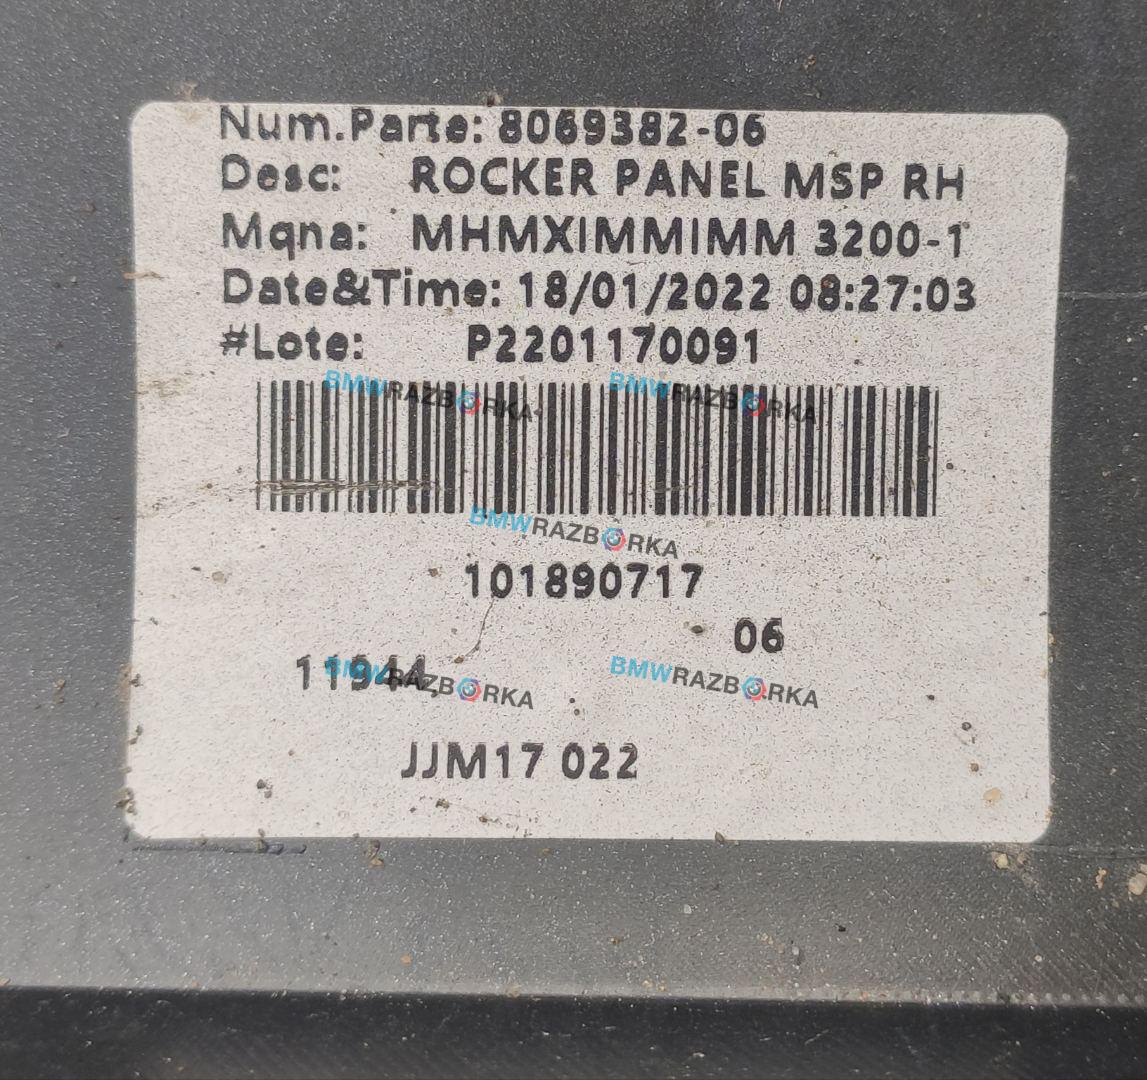 Num.Parte: 8069382-06
Desc: ROCKER PANEL MSP RH
Mqna: MHMXIMMIMM 3200-1
Date&Time: 18/01/2022 08:27:03
#Lote: P2201170091
BMWRAZBORKA BMWRAZBORKA
BMWRAZBORKA
101890717
06
11944
BMWRAZBORKA BMWRAZBORKA
JJM17 022